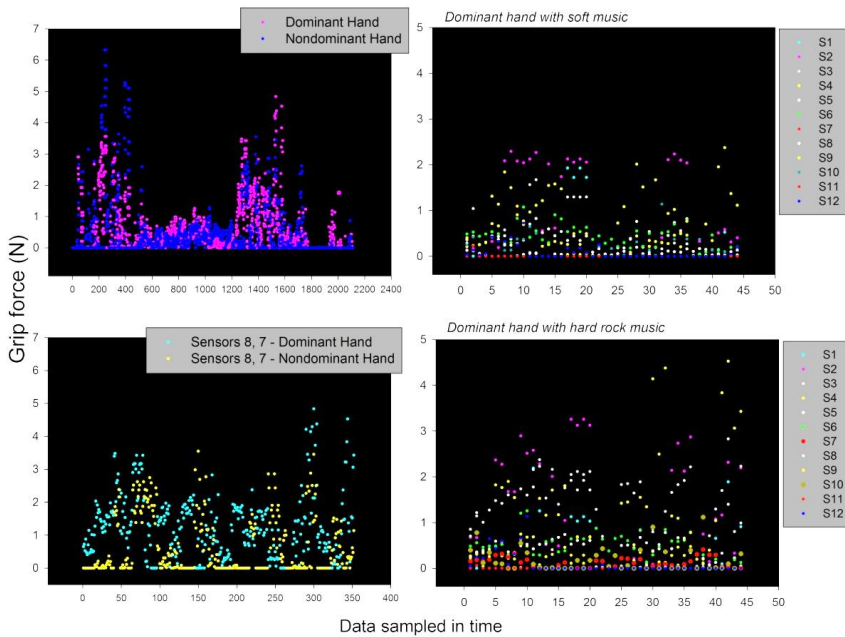 Dominant Hand
Nondominant Hand
7
6
5
4
3
2
1
0
0 200 400 600 800 1000 1200 1400 1600 1800 2000 2200 2400
Dominant hand with soft music
5
4
3
2
1
0
0 5 10 15 20 25 30 35 40 45 50
S1
S2
S3
S4
S5
S6
S7
S8
S9
S10
S11
S12
Grip force (N)
Sensors 8, 7 - Dominant Hand
Sensors 8, 7 - Nondominant Hand
7
6
5
4
3
2
1
0
0 50 100 150 200 250 300 350 400
Dominant hand with hard rock music
5
4
3
2
1
0
0 5 10 15 20 25 30 35 40 45 50
S1
S2
S3
S4
S5
S6
S7
S8
S9
S10
S11
S12
Data sampled in time